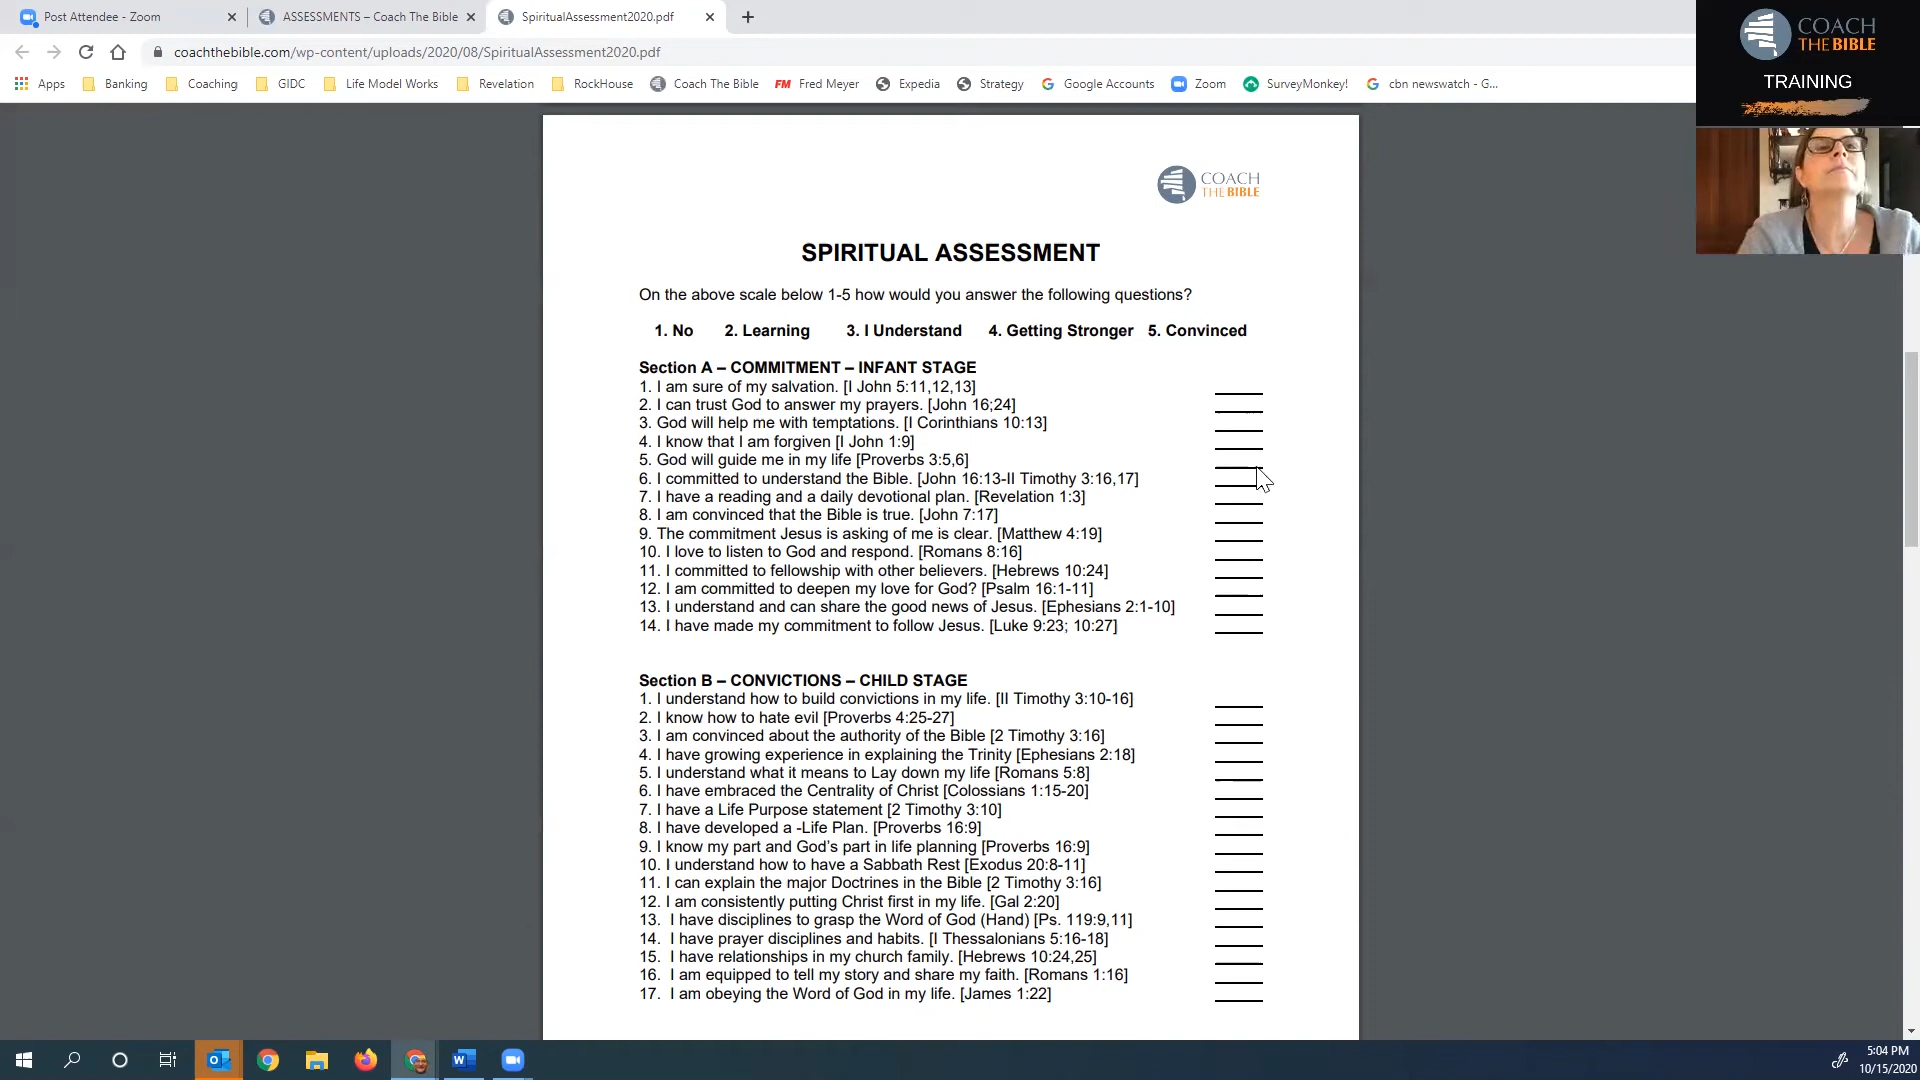 Post Attendee - Zoom
ASSESSMENTS – Coach The Bible
SpiritualAssessment2020.pdf
coachthebible.com/wp-content/uploads/2020/08/SpiritualAssessment2020.pdf
Apps
Banking
Coaching
GIDC
Life Model Works
Revelation
RockHouse
Coach The Bible
FM Fred Meyer
Expedia
Strategy
Google Accounts
Zoom
SurveyMonkey!
cbn newswatch - G...
COACH
THE BIBLE
TRAINING
COACH
THE BIBLE
SPIRITUAL ASSESSMENT
On the above scale below 1-5 how would you answer the following questions?
1. No 2. Learning 3. I Understand 4. Getting Stronger 5. Convinced
Section A – COMMITMENT – INFANT STAGE
1. I am sure of my salvation. [I John 5:11,12,13]
2. I can trust God to answer my prayers. [John 16;24]
3. God will help me with temptations. [I Corinthians 10:13]
4. I know that I am forgiven [I John 1:9]
5. God will guide me in my life [Proverbs 3:5,6]
6. I committed to understand the Bible. [John 16:13-II Timothy 3:16,17]
7. I have a reading and a daily devotional plan. [Revelation 1:3]
8. I am convinced that the Bible is true. [John 7:17]
9. The commitment Jesus is asking of me is clear. [Matthew 4:19]
10. I love to listen to God and respond. [Romans 8:16]
11. I committed to fellowship with other believers. [Hebrews 10:24]
12. I am committed to deepen my love for God? [Psalm 16:1-11]
13. I understand and can share the good news of Jesus. [Ephesians 2:1-10]
14. I have made my commitment to follow Jesus. [Luke 9:23; 10:27]
Section B – CONVICTIONS – CHILD STAGE
1. I understand how to build convictions in my life. [II Timothy 3:10-16]
2. I know how to hate evil [Proverbs 4:25-27]
3. I am convinced about the authority of the Bible [2 Timothy 3:16]
4. I have growing experience in explaining the Trinity [Ephesians 2:18]
5. I understand what it means to Lay down my life [Romans 5:8]
6. I have embraced the Centrality of Christ [Colossians 1:15-20]
7. I have a Life Purpose statement [2 Timothy 3:10]
8. I have developed a -Life Plan. [Proverbs 16:9]
9. I know my part and God's part in life planning [Proverbs 16:9]
10. I understand how to have a Sabbath Rest [Exodus 20:8-11]
11. I can explain the major Doctrines in the Bible [2 Timothy 3:16]
12. I am consistently putting Christ first in my life. [Gal 2:20]
13. I have disciplines to grasp the Word of God (Hand) [Ps. 119:9,11]
14. I have prayer disciplines and habits. [I Thessalonians 5:16-18]
15. I have relationships in my church family. [Hebrews 10:24,25]
16. I am equipped to tell my story and share my faith. [Romans 1:16]
17. I am obeying the Word of God in my life. [James 1:22]
5:04 PM
10/15/2020